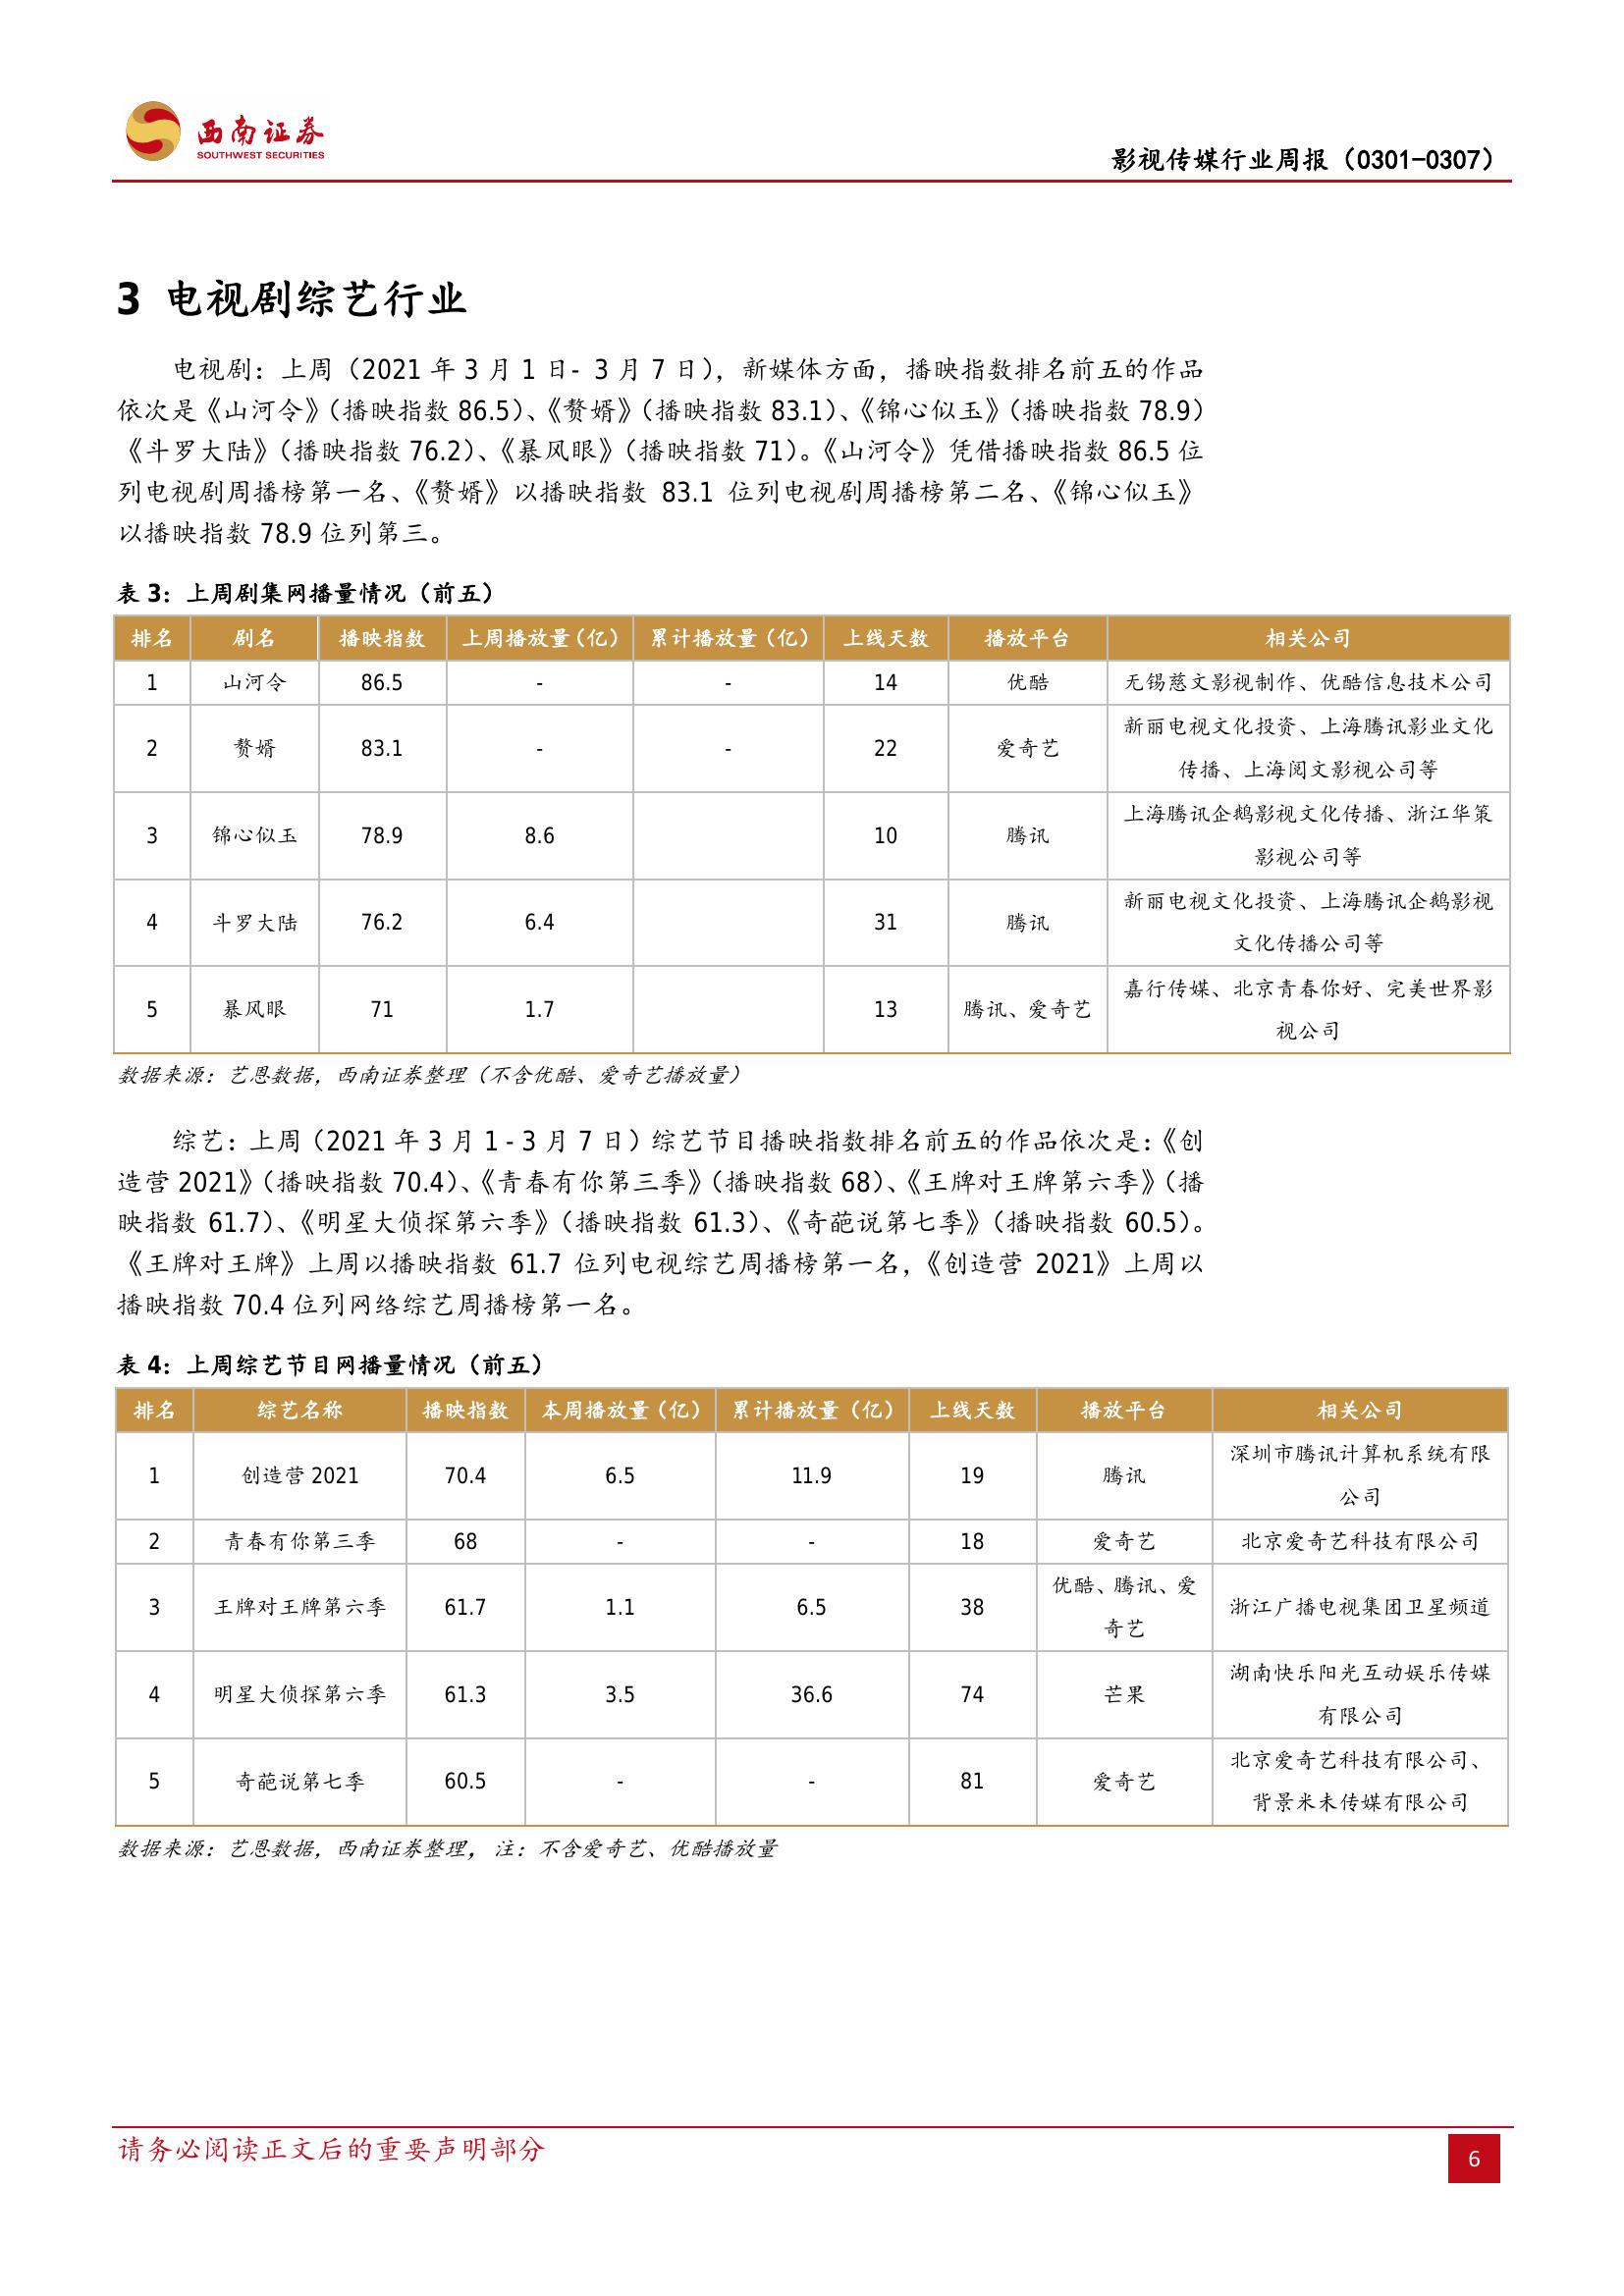 西南证券
SOUTHWEST SECURITIES
影视传媒行业周报（0301-0307）
3 电视剧综艺行业
电视剧：上周（2021 年 3 月 1 日- 3 月 7 日），新媒体方面，播映指数排名前五的作品
依次是《山河令》（播映指数 86.5）、《赘婿》（播映指数 83.1）、《锦心似玉》（播映指数 78.9）
《斗罗大陆》（播映指数 76.2）、《暴风眼》（播映指数 71）。《山河令》凭借播映指数 86.5 位
列电视剧周播榜第一名、《赘婿》以播映指数 83.1 位列电视剧周播榜第二名、《锦心似玉》
以播映指数 78.9 位列第三。
表 3：上周剧集网播量情况（前五）
排名 剧名 播映指数 上周播放量（亿） 累计播放量（亿） 上线天数 播放平台 相关公司
1 山河令 86.5 - - 14 优酷 无锡慈文影视制作、优酷信息技术公司
2 赘婿 83.1 - - 22 爱奇艺 新丽电视文化投资、上海腾讯影业文化
传播、上海阅文影视公司等
3 锦心似玉 78.9 8.6 10 腾讯 上海腾讯企鹅影视文化传播、浙江华策
影视公司等
4 斗罗大陆 76.2 6.4 31 腾讯 新丽电视文化投资、上海腾讯企鹅影视
文化传播公司等
5 暴风眼 71 1.7 13 腾讯、爱奇艺 嘉行传媒、北京青春你好、完美世界影
视公司
数据来源：艺恩数据，西南证券整理（不含优酷、爱奇艺播放量）
综艺：上周（2021 年 3 月 1 - 3 月 7 日）综艺节目播映指数排名前五的作品依次是：《创
造营 2021》（播映指数 70.4）、《青春有你第三季》（播映指数 68）、《王牌对王牌第六季》（播
映指数 61.7）、《明星大侦探第六季》（播映指数 61.3）、《奇葩说第七季》（播映指数 60.5）。
《王牌对王牌》上周以播映指数 61.7 位列电视综艺周播榜第一名，《创造营 2021》上周以
播映指数 70.4 位列网络综艺周播榜第一名。
表 4：上周综艺节目网播量情况（前五）
排名 综艺名称 播映指数 本周播放量（亿） 累计播放量（亿） 上线天数 播放平台 相关公司
1 创造营 2021 70.4 6.5 11.9 19 腾讯 深圳市腾讯计算机系统有限
公司
2 青春有你第三季 68 - - 18 爱奇艺 北京爱奇艺科技有限公司
3 王牌对王牌第六季 61.7 1.1 6.5 38 优酷、腾讯、爱
奇艺 浙江广播电视集团卫星频道
4 明星大侦探第六季 61.3 3.5 36.6 74 芒果 湖南快乐阳光互动娱乐传媒
有限公司
5 奇葩说第七季 60.5 - - 81 爱奇艺 北京爱奇艺科技有限公司、
背景米未传媒有限公司
数据来源：艺恩数据，西南证券整理，注：不含爱奇艺、优酷播放量
请务必阅读正文后的重要声明部分
6